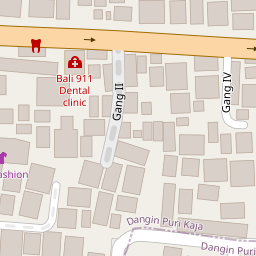 Bali 911
Dental
clinic
Gang II
Gang IV
ashion
Dangin Puri Kaja
Dangin Puri